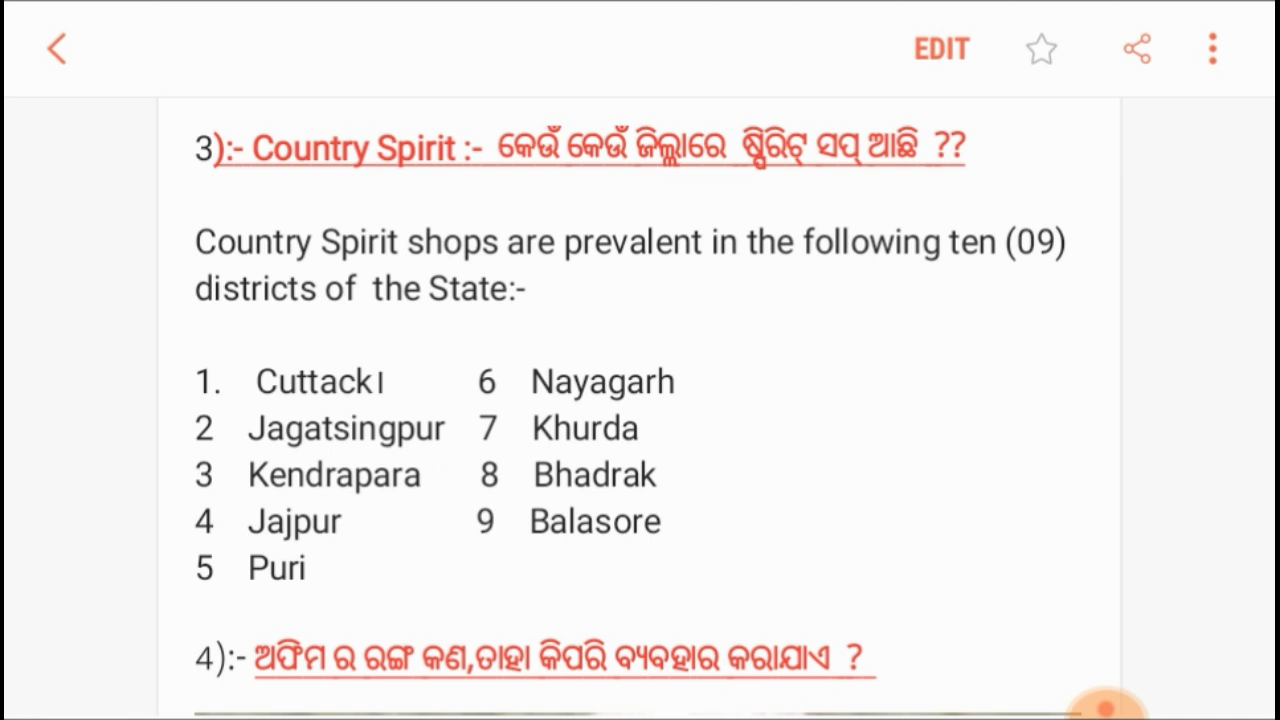 EDIT
3):- Country Spirit :- କେଉଁ କେଉଁ ଜିଲ୍ଲାରେ ଷ୍ପିରିଟ୍ ସପ୍ ଆଛି ??
Country Spirit shops are prevalent in the following ten (09)
districts of the State:-
1. Cuttack। 6 Nayagarh
2 Jagatsingpur 7 Khurda
3 Kendrapara 8 Bhadrak
4 Jajpur 9 Balasore
5 Puri
4):- ଅଫିମ ର ରଙ୍ଗ କଣ,ତାହା କିପରି ବ୍ୟବହାର କରାଯାଏ ?